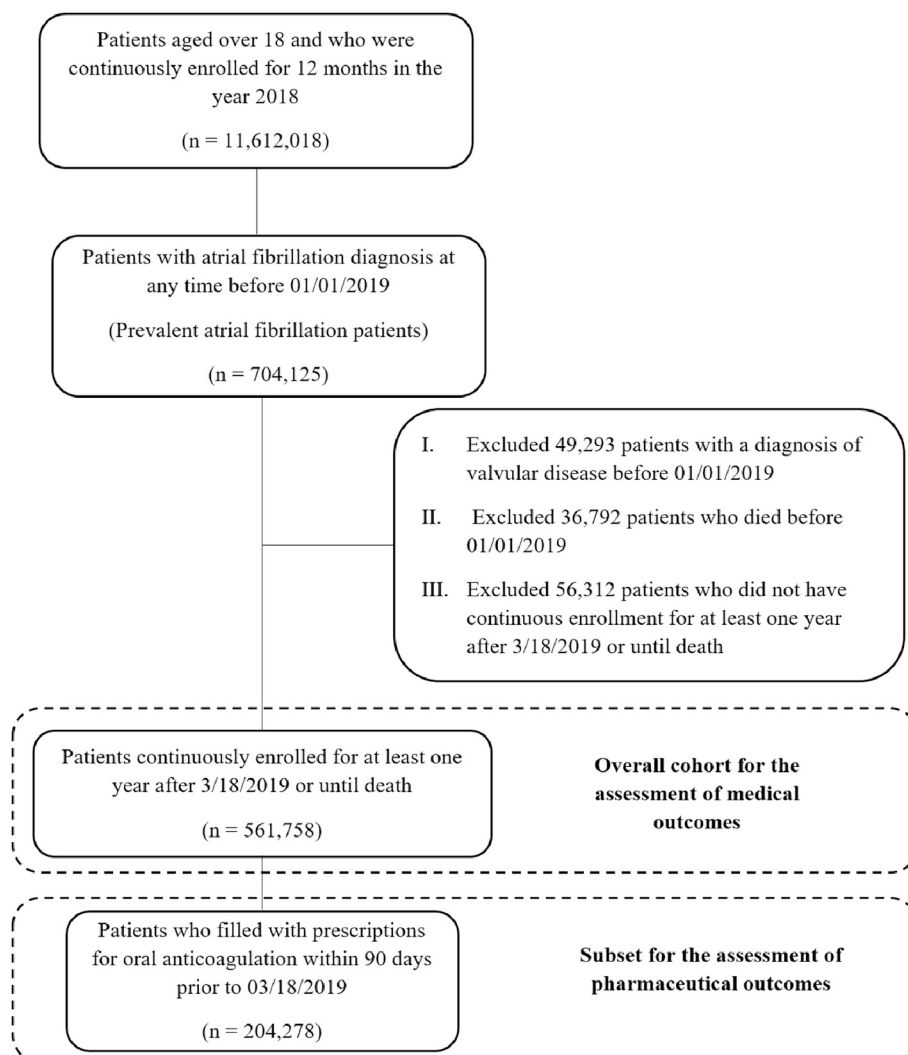 Patients aged over 18 and who were
continuously enrolled for 12 months in the
year 2018
(n = 11,612,018)
Patients with atrial fibrillation diagnosis at
any time before 01/01/2019
(Prevalent atrial fibrillation patients)
(n = 704,125)
I. Excluded 49,293 patients with a diagnosis of
valvular disease before 01/01/2019
II. Excluded 36,792 patients who died before
01/01/2019
III. Excluded 56,312 patients who did not have
continuous enrollment for at least one year
after 3/18/2019 or until death
Patients continuously enrolled for at least one
year after 3/18/2019 or until death
(n = 561,758)
Overall cohort for the
assessment of medical
outcomes
Patients who filled with prescriptions
for oral anticoagulation within 90 days
prior to 03/18/2019
(n = 204,278)
Subset for the assessment of
pharmaceutical outcomes